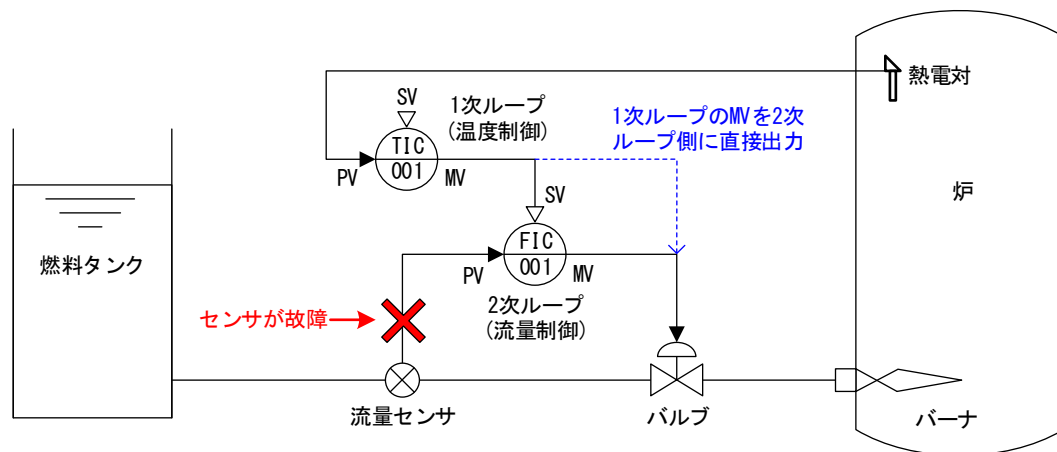 熱電対
SV
1次ループ
(温度制御)
1次ループのMVを2次
ループ側に直接出力
TIC
001
PV
MV
SV
炉
燃料タンク
FIC
001
PV
MV
センサが故障
2次ループ
(流量制御)
流量センサ
バルブ
バーナ